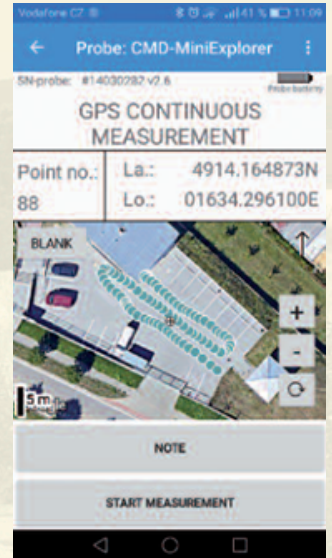 Vodafone CZ 41 % 11:09
Probe: CMD-MiniExplorer
SN-probe: #14030282 v2.6
Probe battery
GPS CONTINUOUS
MEASUREMENT
Point no.: La.: 4914.164873N
88 Lo.: 01634.296100E
BLANK
+
-
5 m
NOTE
START MEASUREMENT